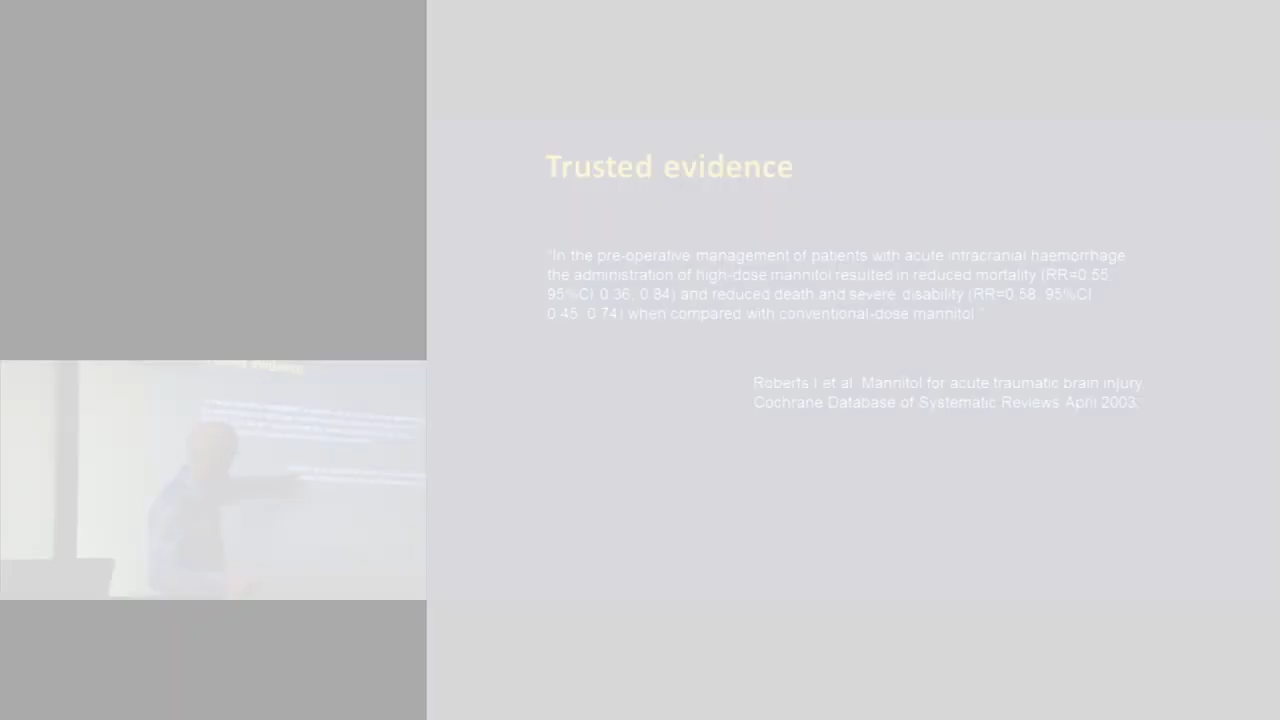 Trusted evidence
"In the pre-operative management of patients with acute intracranial haemorrhage
the administration of high-dose mannitol resulted in reduced mortality (RR=0.55;
95%CI 0.36, 0.84) and reduced death and severe disability (RR=0.58; 95%CI
0.45, 0.74) when compared with conventional-dose mannitol."
Roberts I et al. Mannitol for acute traumatic brain injury.
Cochrane Database of Systematic Reviews April 2003.